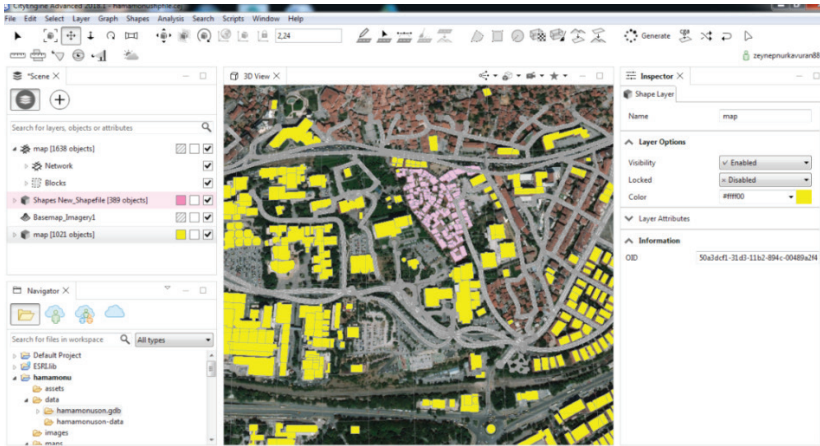 CityEngine Advanced 2018.1 - hamamonushpfile.cej
File Edit Select Layer Graph Shapes Analysis Search Scripts Window Help
2,24
Generate
zeynepnurkavuran88
*Scene
3D View
Inspector
Shape Layer
Name map
Search for layers, objects or attributes
Layer Options
map [1638 objects]
Visibility Enabled
Network
Locked Disabled
Blocks
Color #ffff00
Shapes New_Shapefile [389 objects]
Layer Attributes
Basemap_Imagery1
map [1021 objects]
Information
OID 50a3dcf1-31d3-11b2-894c-00489a2f4
Navigator
Search for files in workspace All types
Default Project
ESRI.lib
hamamonu
assets
data
hamamonuson.gdb
hamamonuson-data
images
maps